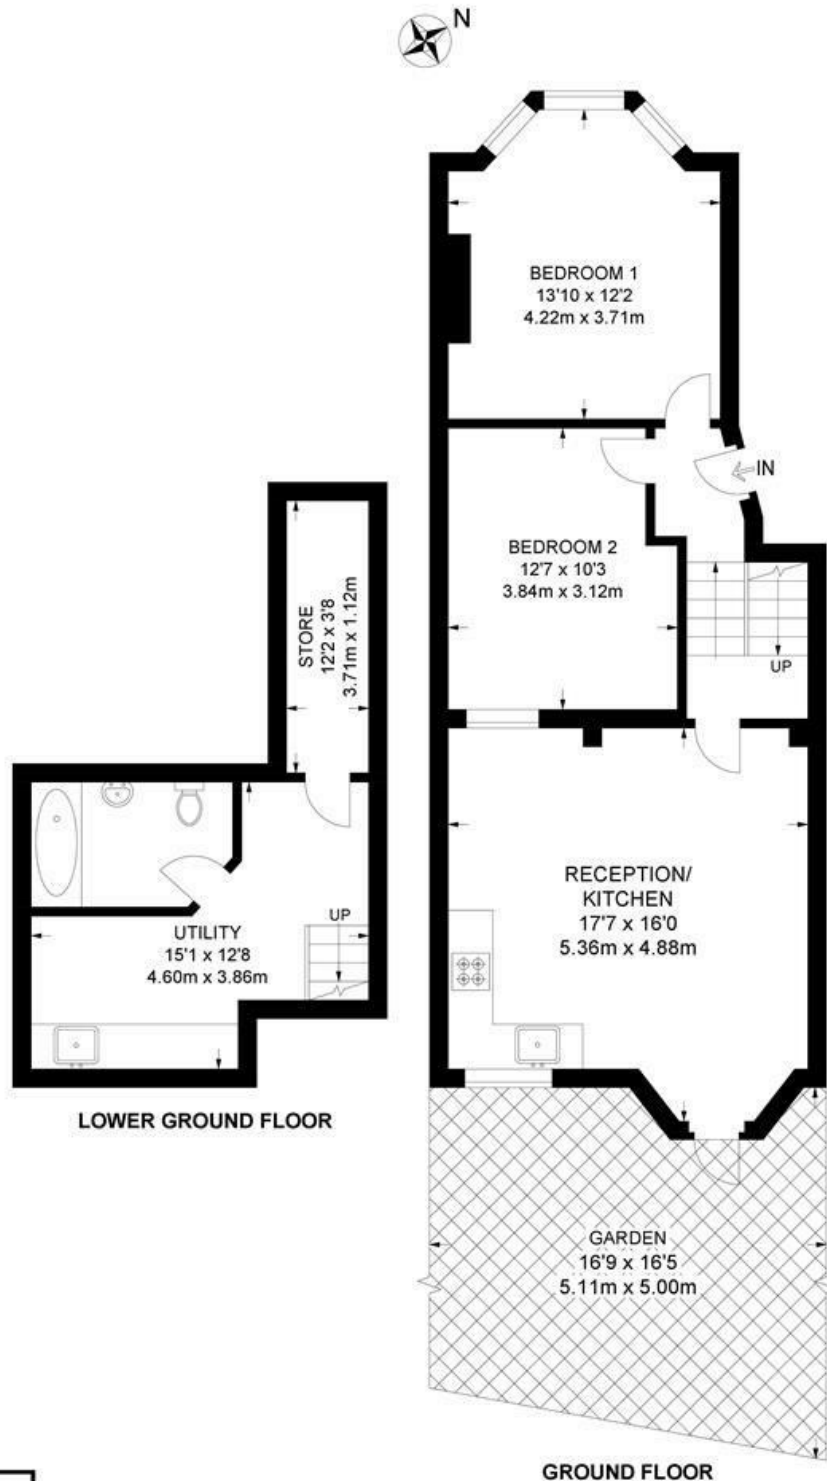 N
BEDROOM 1
13'10 x 12'2
4.22m x 3.71m
IN
BEDROOM 2
12'7 x 10'3
3.84m x 3.12m
UP
STORE
12'2 x 3'8
3.71m x 1.12m
UP
UTILITY
15'1 x 12'8
4.60m x 3.86m
LOWER GROUND FLOOR
RECEPTION/
KITCHEN
17'7 x 16'0
5.36m x 4.88m
GARDEN
16'9 x 16'5
5.11m x 5.00m
GROUND FLOOR